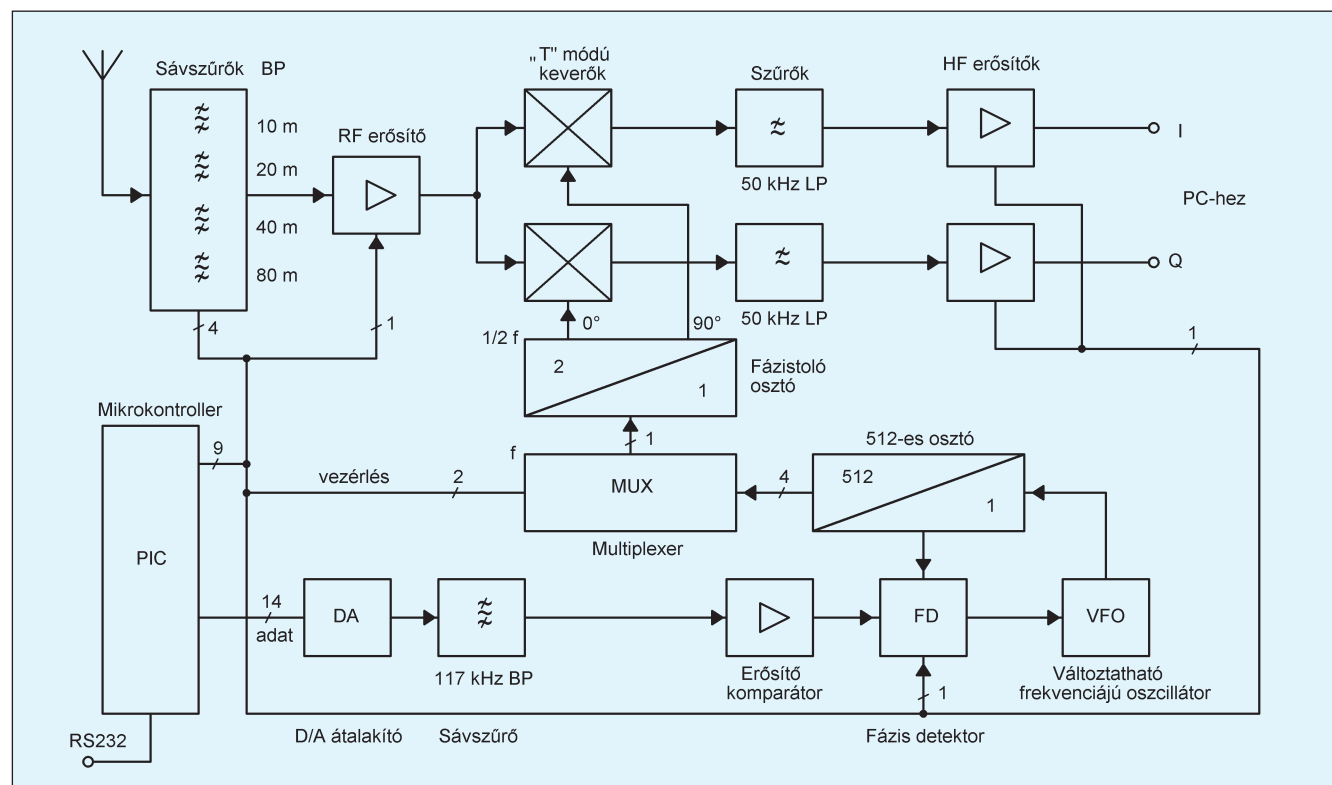 Sávszűrők BP
10 m
20 m
40 m
80 m
4
RF erősítő
1
"T" módú
keverők
Szűrők
50 kHz LP
HF erősítők
I
PC-hez
50 kHz LP
Q
1
1/2 f
0°
90°
2
1
Fázistoló
osztó
Mikrokontroller
PIC
9
vezérlés
2
f
1
MUX
Multiplexer
4
512-es osztó
512
1
14
adat
DA
D/A átalakító
117 kHz BP
Sávszűrő
Erősítő
komparátor
FD
1
Fázis detektor
VFO
Változtatható
frekvenciájú oszcillátor
RS232